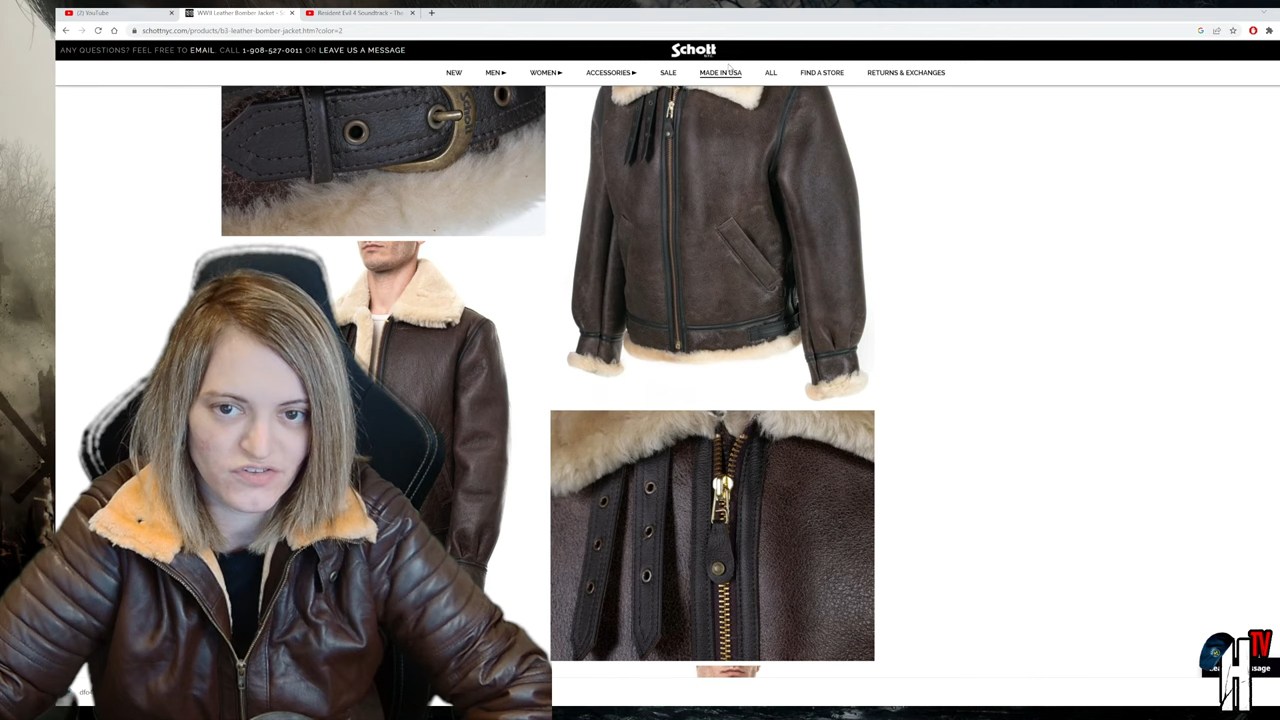 (2) YouTube
WWII Leather Bomber Jacket - S
Resident Evil 4 Soundtrack - The
schottnyc.com/products/b3-leather-bomber-jacket.htm?color=2
ANY QUESTIONS? FEEL FREE TO EMAIL. CALL 1-908-527-0011 OR LEAVE US A MESSAGE
Schott
NYC
NEW MEN WOMEN ACCESSORIES SALE MADE IN USA ALL FIND A STORE RETURNS & EXCHANGES
TV
H